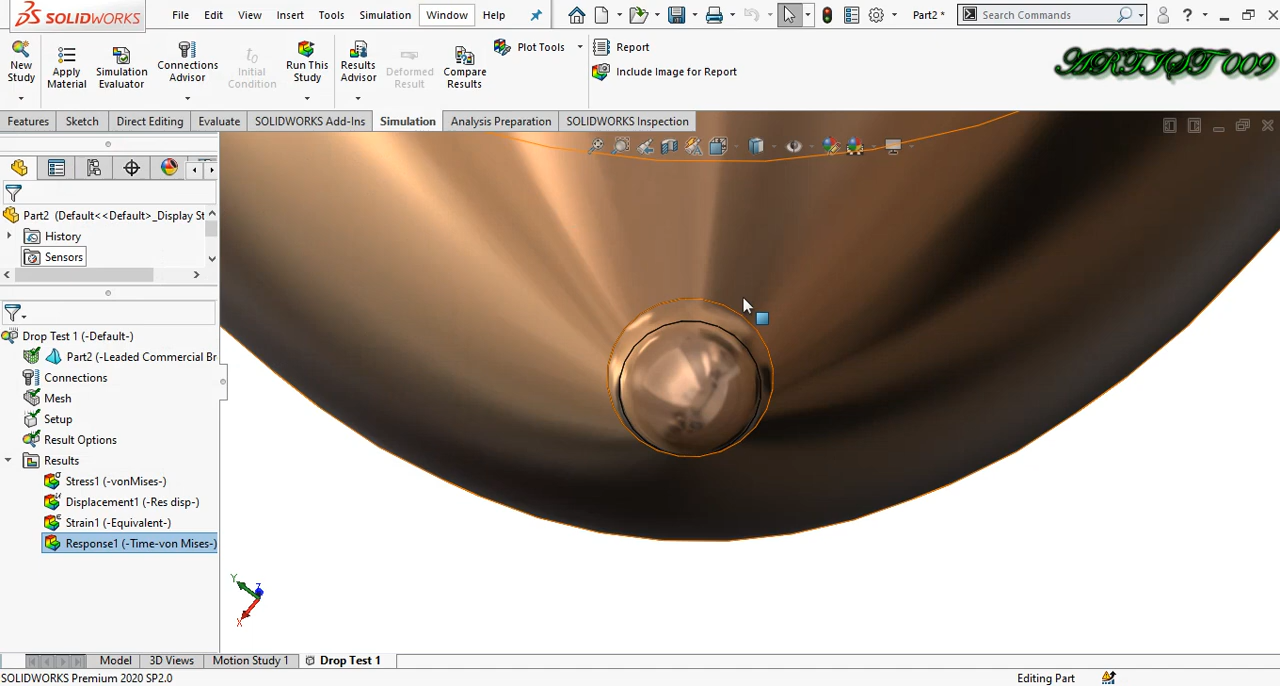 SOLIDWORKS File Edit View Insert Tools Simulation Window Help Part2 * Search Commands ?
New Study
Apply Material
Simulation Evaluator
Connections Advisor
Initial Condition
Run This Study
Results Advisor
Deformed Result
Compare Results
Plot Tools
Report
Include Image for Report
ARTIST 009
Features Sketch Direct Editing Evaluate SOLIDWORKS Add-Ins Simulation Analysis Preparation SOLIDWORKS Inspection
Part2 (Default<<Default>_Display St
History
Sensors
Drop Test 1 (-Default-)
Part2 (-Leaded Commercial Br
Connections
Mesh
Setup
Result Options
Results
Stress1 (-vonMises-)
Displacement1 (-Res disp-)
Strain1 (-Equivalent-)
Response1 (-Time-von Mises-)
Y Z
X
Model 3D Views Motion Study 1 Drop Test 1
SOLIDWORKS Premium 2020 SP2.0 Editing Part